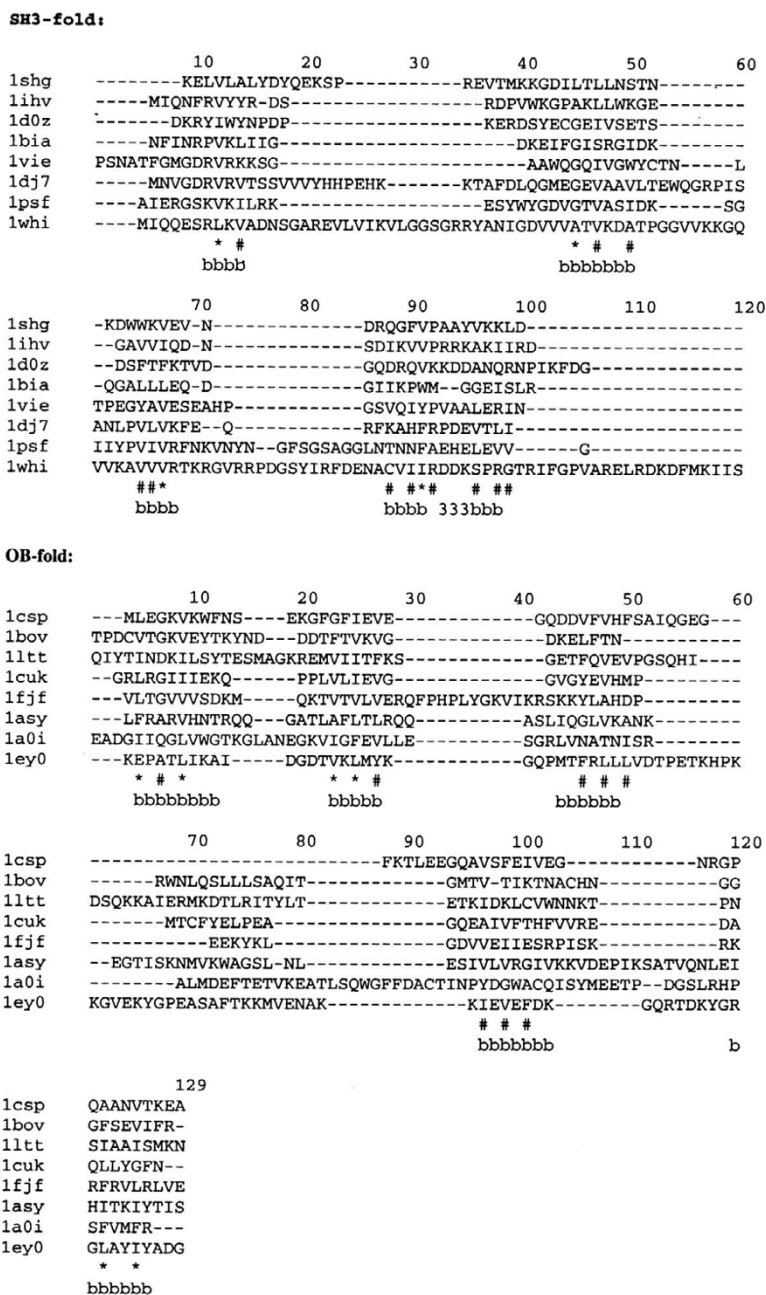 SH3-fold:
10 20 30 40 50 60
1shg --------KELVLALYDYQEKSP-----------REVTMKKGDILTLLNSTN--------
1ihv -----MIQNFRVYYR-DS------------------RDPVWKGPAKLLWKGE--------
1d0z -------DKRYIWYNPDP------------------KERDSYECGEIVSETS--------
1bia -----NFINRPVKLIIG----------------------DKEIFGISRGIDK--------
1vie PSNATFGMGDRVRKKSG-----------------------AAWQGQIVGWYCTN-----L
1dj7 ----MNVGDRVRVTSSVVVYHHPEHK-------KTAFDLQGMEGEVAAVLTEWQGRPIS
1psf ----AIERGSKVKILRK-------------------ESYWYGDVGTVASIDK------SG
1whi ----MIQQESRLKVADNSGAREVLVIKVLGGSGRRYANIGDVVVATVKDATPGGVVKKGQ
* # * # #
bbbb bbbbbbb
70 80 90 100 110 120
1shg -KDWWKVEV-N--------------DRQGFVPAAYVKKLD--------------------
1ihv --GAVVIQD-N--------------SDIKVVPRRKAKIIRD-------------------
1d0z --DSFTFKTVD--------------GQDRQVKKDDANQRNPIKFDG--------------
1bia -QGALLLEQ-D--------------GIIKPWM--GGEISLR-------------------
1vie TPEGYAVESEAHP------------GSVQIYPVAALERIN--------------------
1dj7 ANLPVLVKFE--Q------------RFKAHFRPDEVTLI---------------------
1psf IIYPVIVRFNKVNYN--GFSGSAGGLNTNNFAEHELEVV-----G---------------
1whi VVKAVVVRTKRGVRRPDGSYIRFDENACVIIRDDKSPRGTRIFGPVARELRDKDFMKIIS
##* # #*# # ##
bbbb bbbb 333bbb
OB-fold:
10 20 30 40 50 60
1csp ---MLEGKVKWFNS----EKGFGFIEVE-------------GQDDVFVHFSAIQGEG---
1bov TPDCVTGKVEYTKYND--DDTFTVKVG--------------DKELFTN------------
1ltt QIYTINDKILSYTESMAGKREMVIITFKS------------GETFQVEVPGSQHI-----
1cuk --GRLRGIIIEKQ-----PPLVLIEVG--------------GVGYEVHMP----------
1fjf ---VLTGVVVSDKM----QKTVTVLVERQFPHPLYGKVIKRSKKYLAHDP----------
1asy ---LFRARVHNTRQQ---GATLAFLTLRQQ-----------ASLIQGLVKANK-------
1a0i EADGIIQGLVWGTKGLANEGKVIGFEVLLE-----------SGRLVNATNISR-------
1ey0 ---KEPATLIKAI-----DGDTVKLMYK-------------GQPMTFRLLLVDTPETKHPK
* # * * * # # # #
bbbbbbbb bbbbb bbbbbb
70 80 90 100 110 120
1csp ---------------------------FKTLEEGQAVSFEIVEG------------NRGP
1bov ------RWNLQSLLLSAQIT-------------GMTV-TIKTNACHN-----------GG
1ltt DSQKKAIERMKDTLRITYLT-------------ETKIDKLCVWNNKT-----------PN
1cuk -------MTCFYELPEA----------------GQEAIVFTHFVVRE-----------DA
1fjf -----------EEKYKL----------------GDVVEIIESRPISK-----------RK
1asy --EGTISKNMVKWAGSL-NL-------------ESIVLVRGIVKKVDEPIKSATVQNLEI
1a0i --------ALMDEFTETVKEATLSQWGFFDACTINPYDGWACQISYMEETP--DGSLRHP
1ey0 KGVEKYGPEASAFTKKMVENAK-----------KIEVEFDK--------GQRTDKYGR
# # #
bbbbbbb b
129
1csp QAANVTKEA
1bov GFSEVIFR-
1ltt SIAAISMKN
1cuk QLLYGFN--
1fjf RFRVLRLVE
1asy HITKIYTIS
1a0i SFVMFR---
1ey0 GLAYIYADG
* *
bbbbbb